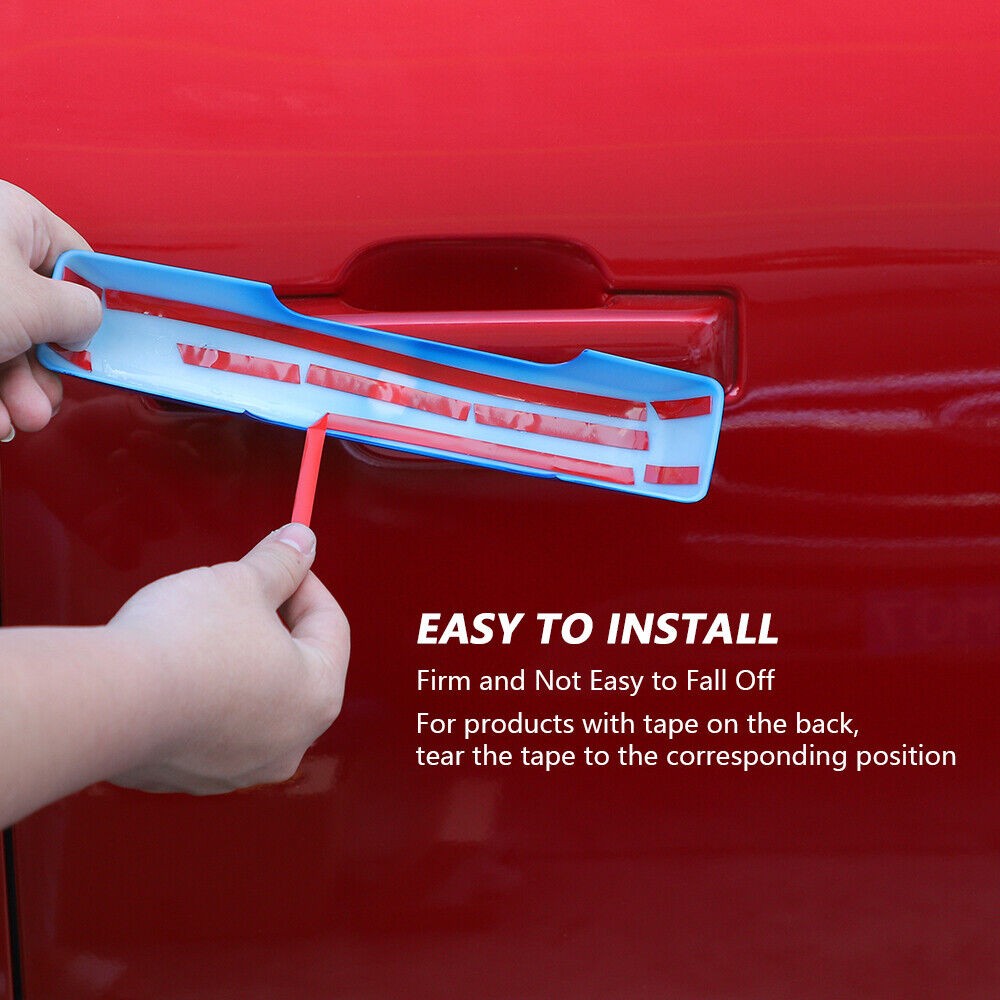 EASY TO INSTALL
Firm and Not Easy to Fall Off
For products with tape on the back,
tear the tape to the corresponding position